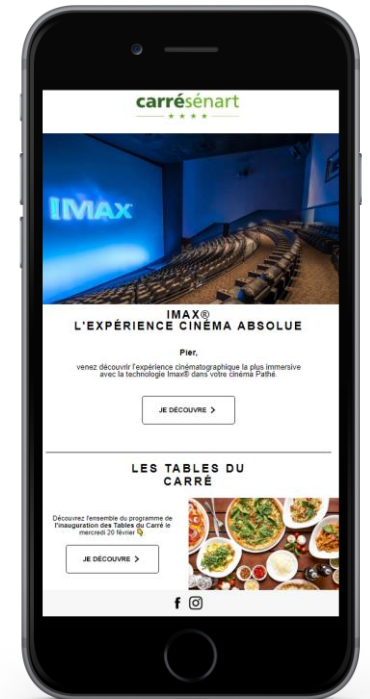 carrésénart
IMAX
IMAX®
L'EXPÉRIENCE CINÉMA ABSOLUE
Pier,
venez découvrir l'expérience cinématographique la plus immersive
avec la technologie Imax® dans votre cinéma Pathé.
JE DÉCOUVRE >
LES TABLES DU
CARRÉ
Découvrez l'ensemble du programme de
l'inauguration des Tables du Carré le
mercredi 20 février 👇
JE DÉCOUVRE >